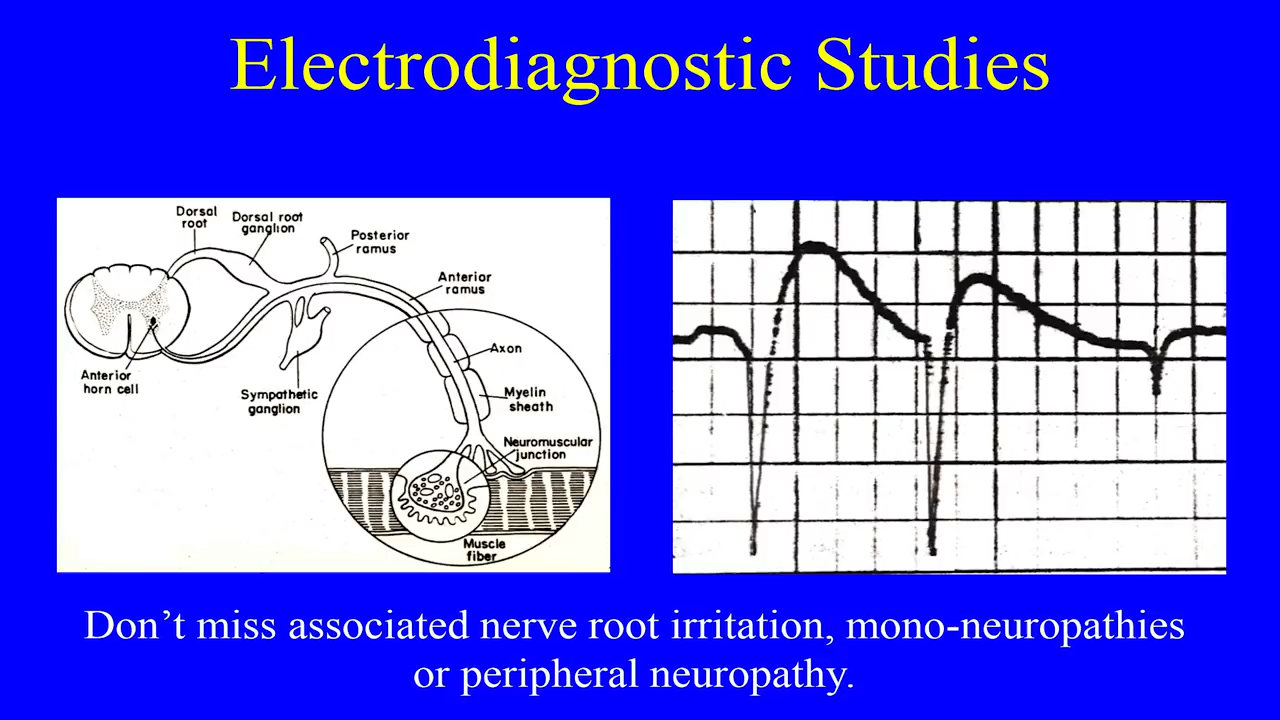 Electrodiagnostic Studies
Dorsal
root
Dorsal root
ganglion
Posterior
ramus
Anterior
ramus
Axon
Anterior
horn cell
Sympathetic
ganglion
Myelin
sheath
Neuromuscular
junction
Muscle
fiber
Don’t miss associated nerve root irritation, mono-neuropathies
or peripheral neuropathy.